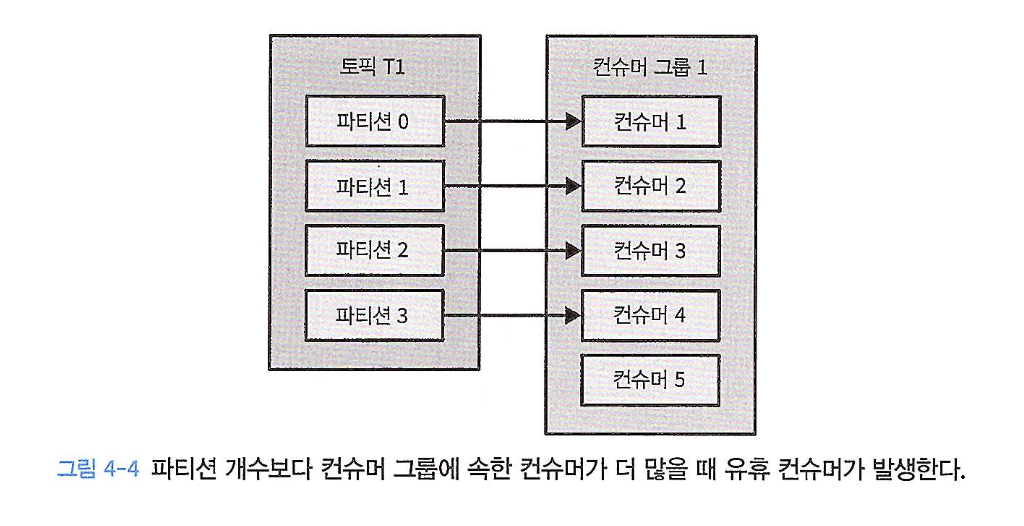 토픽 T1
파티션 0
파티션 1
파티션 2
파티션 3
컨슈머 그룹 1
컨슈머 1
컨슈머 2
컨슈머 3
컨슈머 4
컨슈머 5
그림 4-4 파티션 개수보다 컨슈머 그룹에 속한 컨슈머가 더 많을 때 유휴 컨슈머가 발생한다.